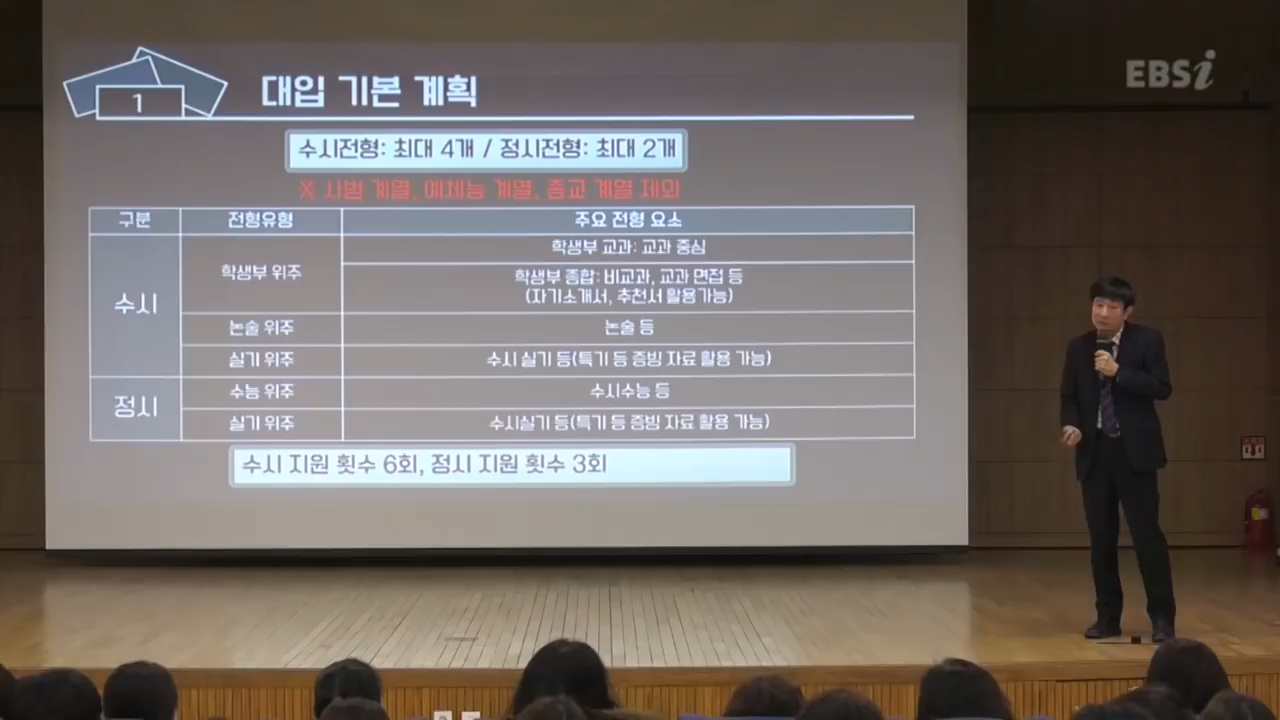 EBSi
1
대입 기본 계획
수시전형: 최대 4개 / 정시전형: 최대 2개
※ 사범 계열, 예체능 계열, 종교 계열 제외
구분 전형유형 주요 전형 요소
수시
학생부 위주
학생부 교과: 교과 중심
학생부 종합: 비교과, 교과 면접 등
(자기소개서, 추천서 활용가능)
논술 위주 논술 등
실기 위주 수시 실기 등(특기 등 증빙 자료 활용 가능)
정시
수능 위주 수시수능 등
실기 위주 수시실기 등(특기 등 증빙 자료 활용 가능)
수시 지원 횟수 6회, 정시 지원 횟수 3회